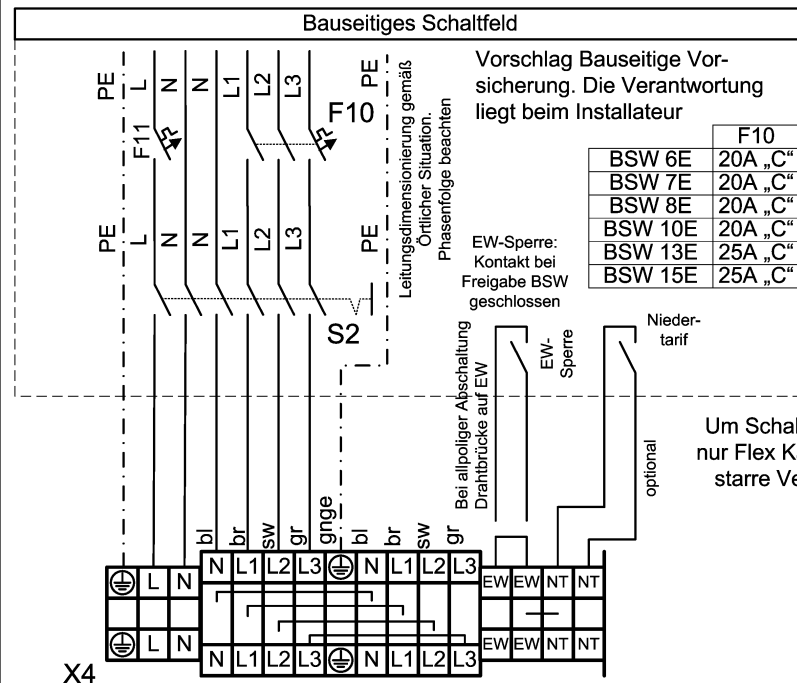 Bauseitiges Schaltfeld
PE
L
N
N
L1
L2
L3
PE
F11
F10
Leitungsdimensionierung gemäß
Örtlicher Situation.
Phasenfolge beachten
Vorschlag Bauseitige Vor-
sicherung. Die Verantwortung
liegt beim Installateur
F10
BSW 6E 20A „C“
BSW 7E 20A „C“
BSW 8E 20A „C“
BSW 10E 20A „C“
BSW 13E 25A „C“
BSW 15E 25A „C“
PE
L
N
N
L1
L2
L3
PE
S2
EW-Sperre:
Kontakt bei
Freigabe BSW
geschlossen
Bei allpoliger Abschaltung
Drahtbrücke auf EW
EW-
Sperre
Nieder-
tarif
optional
Um Schal
nur Flex K
starre Ve
bl
br
sw
gr
gnge
bl
br
sw
gr
L N N L1 L2 L3 N L1 L2 L3 EW EW NT NT
L N N L1 L2 L3 N L1 L2 L3 EW EW NT NT
X4